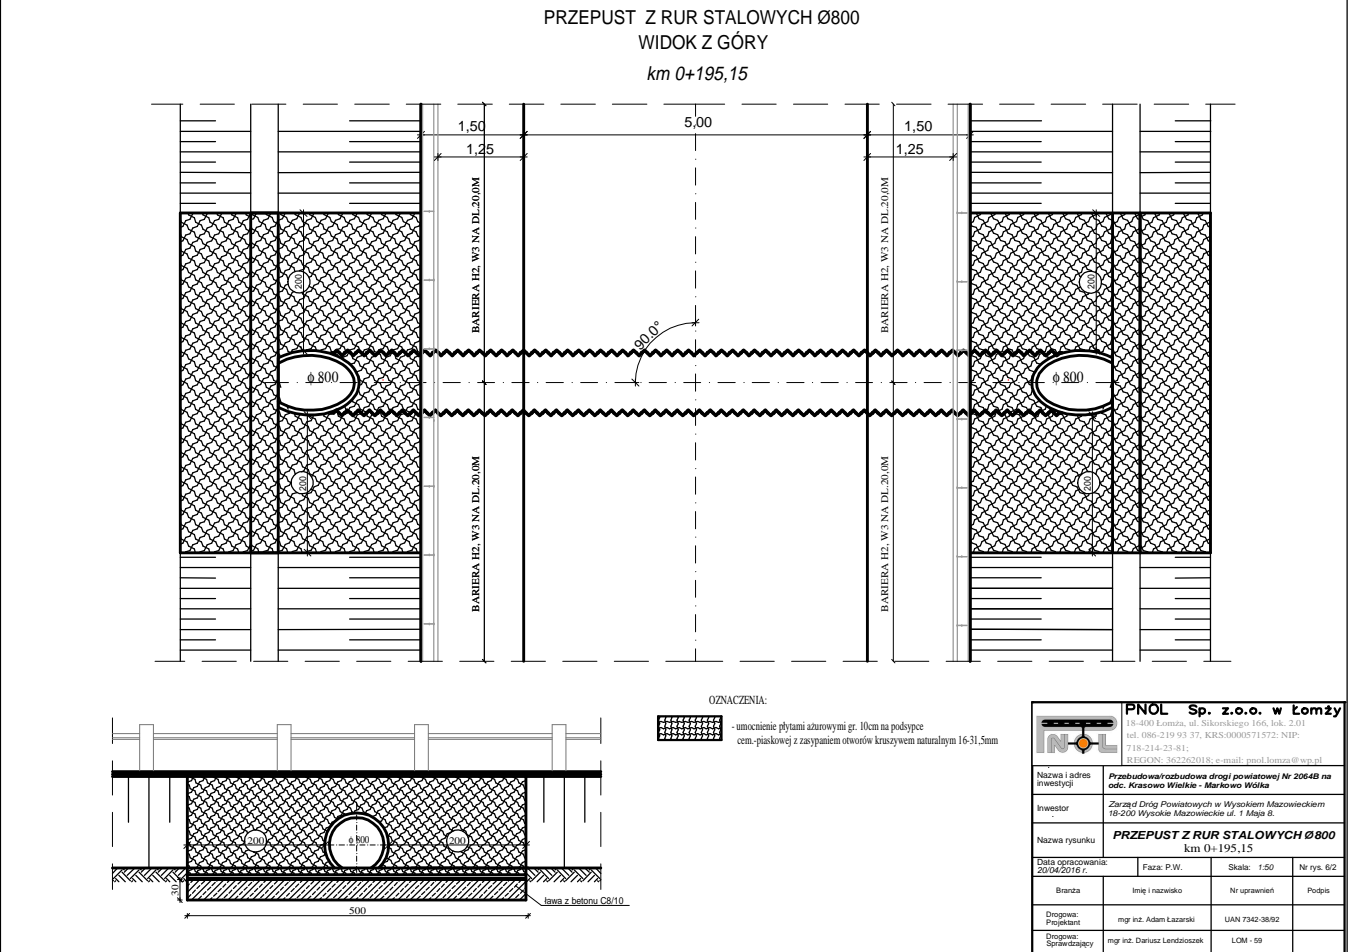 PRZEPUST Z RUR STALOWYCH Ø800
WIDOK Z GÓRY
km 0+195,15
1,50
5,00
1,50
1,25
1,25
BARIERA H2, W3 NA DL.20,0M
BARIERA H2, W3 NA DL.20,0M
200
200
90.0°
ϕ 800
ϕ 800
200
200
BARIERA H2, W3 NA DL.20,0M
BARIERA H2, W3 NA DL.20,0M
OZNACZENIA:
- umocnienie płytami ażurowymi gr. 10cm na podsypce
cem.-piaskowej z zasypaniem otworów kruszywem naturalnym 16-31,5mm
200
ϕ 800
200
30
ława z betonu C8/10
500
PNOL Sp. z.o.o. w Łomży
18-400 Łomża, ul. Sikorskiego 166, lok. 2.01
tel. 086-219 93 37, KRS:0000571572: NIP:
718-214-23-81;
REGON: 362262018; e-mail: pnol.lomza@wp.pl
PNOL
Nazwa i adres inwestycji
Przebudowa/rozbudowa drogi powiatowej Nr 2064B na
odc. Krasowo Wielkie - Markowo Wólka
Inwestor
Zarząd Dróg Powiatowych w Wysokiem Mazowieckiem
18-200 Wysokie Mazowieckie ul. 1 Maja 8.
Nazwa rysunku
PRZEPUST Z RUR STALOWYCH Ø800
km 0+195,15
Data opracowania:
20/04/2016 r.
Faza: P.W.
Skala: 1:50
Nr rys. 6/2
Branża
Imię i nazwisko
Nr uprawnień
Podpis
Drogowa:
Projektant
mgr inż. Adam Łazarski
UAN 7342-38/92
Drogowa:
Sprawdzający
mgr inż. Dariusz Lendzioszek
LOM - 59